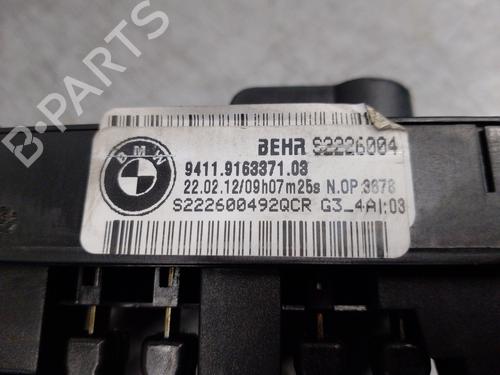 BMW
BEHR S2226004
9411.9163371.03
22.02.12/09h07m25s N.OP 3678
S222600492QCR G3_4AI:03
B-PARTS